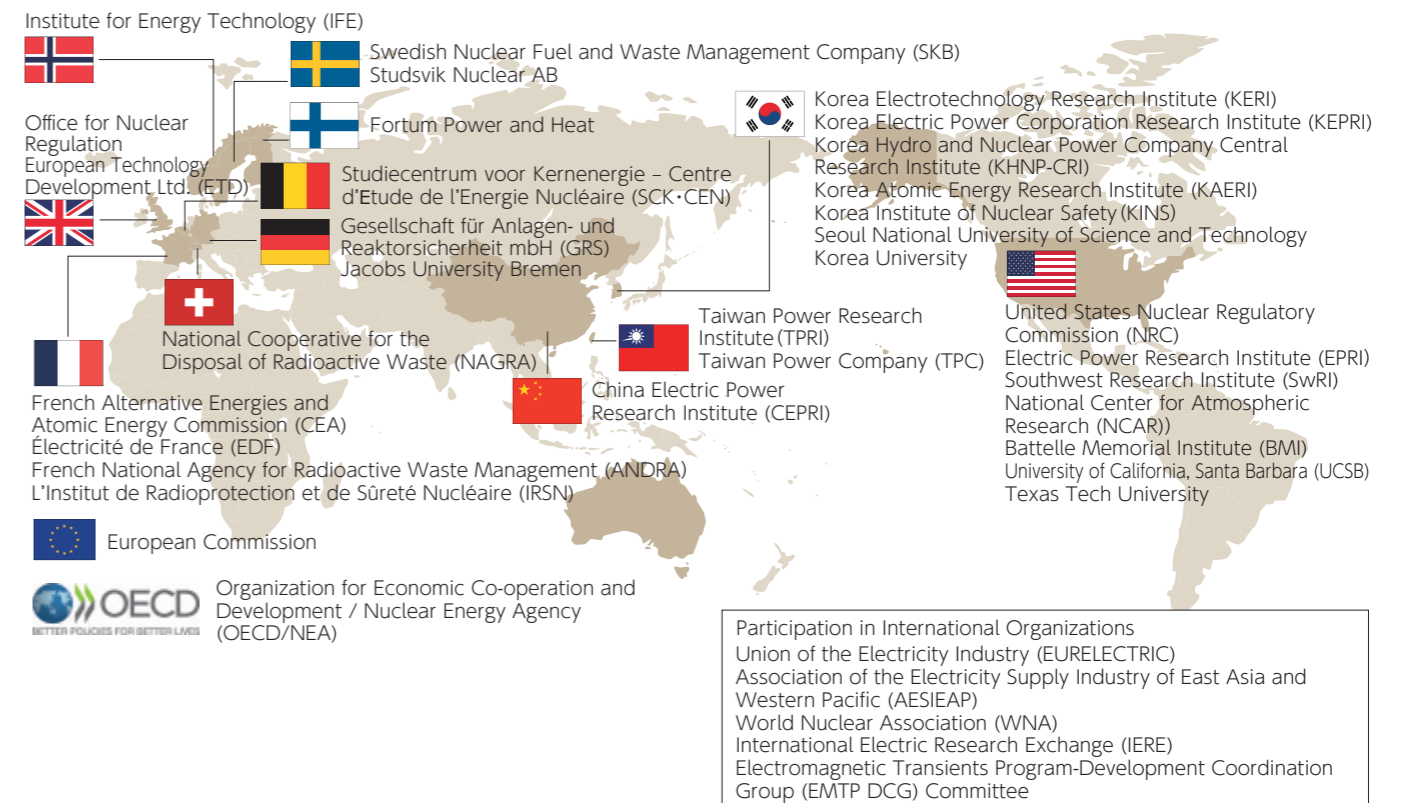 Institute for Energy Technology (IFE)
Swedish Nuclear Fuel and Waste Management Company (SKB)
Studsvik Nuclear AB
Fortum Power and Heat
Office for Nuclear
Regulation
European Technology
Development Ltd. (ETD)
Studiecentrum voor Kernenergie – Centre
d'Etude de l'Energie Nucléaire (SCK･CEN)
Gesellschaft für Anlagen- und
Reaktorsicherheit mbH (GRS)
Jacobs University Bremen
Korea Electrotechnology Research Institute (KERI)
Korea Electric Power Corporation Research Institute (KEPRI)
Korea Hydro and Nuclear Power Company Central
Research Institute (KHNP-CRI)
Korea Atomic Energy Research Institute (KAERI)
Korea Institute of Nuclear Safety (KINS)
Seoul National University of Science and Technology
Korea University
National Cooperative for the
Disposal of Radioactive Waste (NAGRA)
Taiwan Power Research
Institute (TPRI)
Taiwan Power Company (TPC)
China Electric Power
Research Institute (CEPRI)
United States Nuclear Regulatory
Commission (NRC)
Electric Power Research Institute (EPRI)
Southwest Research Institute (SwRI)
National Center for Atmospheric
Research (NCAR))
Battelle Memorial Institute (BMI)
University of California, Santa Barbara (UCSB)
Texas Tech University
French Alternative Energies and
Atomic Energy Commission (CEA)
Électricité de France (EDF)
French National Agency for Radioactive Waste Management (ANDRA)
L'Institut de Radioprotection et de Sûreté Nucléaire (IRSN)
European Commission
OECD
BETTER POLICIES FOR BETTER LIVES
Organization for Economic Co-operation and
Development / Nuclear Energy Agency
(OECD/NEA)
Participation in International Organizations
Union of the Electricity Industry (EURELECTRIC)
Association of the Electricity Supply Industry of East Asia and
Western Pacific (AESIEAP)
World Nuclear Association (WNA)
International Electric Research Exchange (IERE)
Electromagnetic Transients Program-Development Coordination
Group (EMTP DCG) Committee